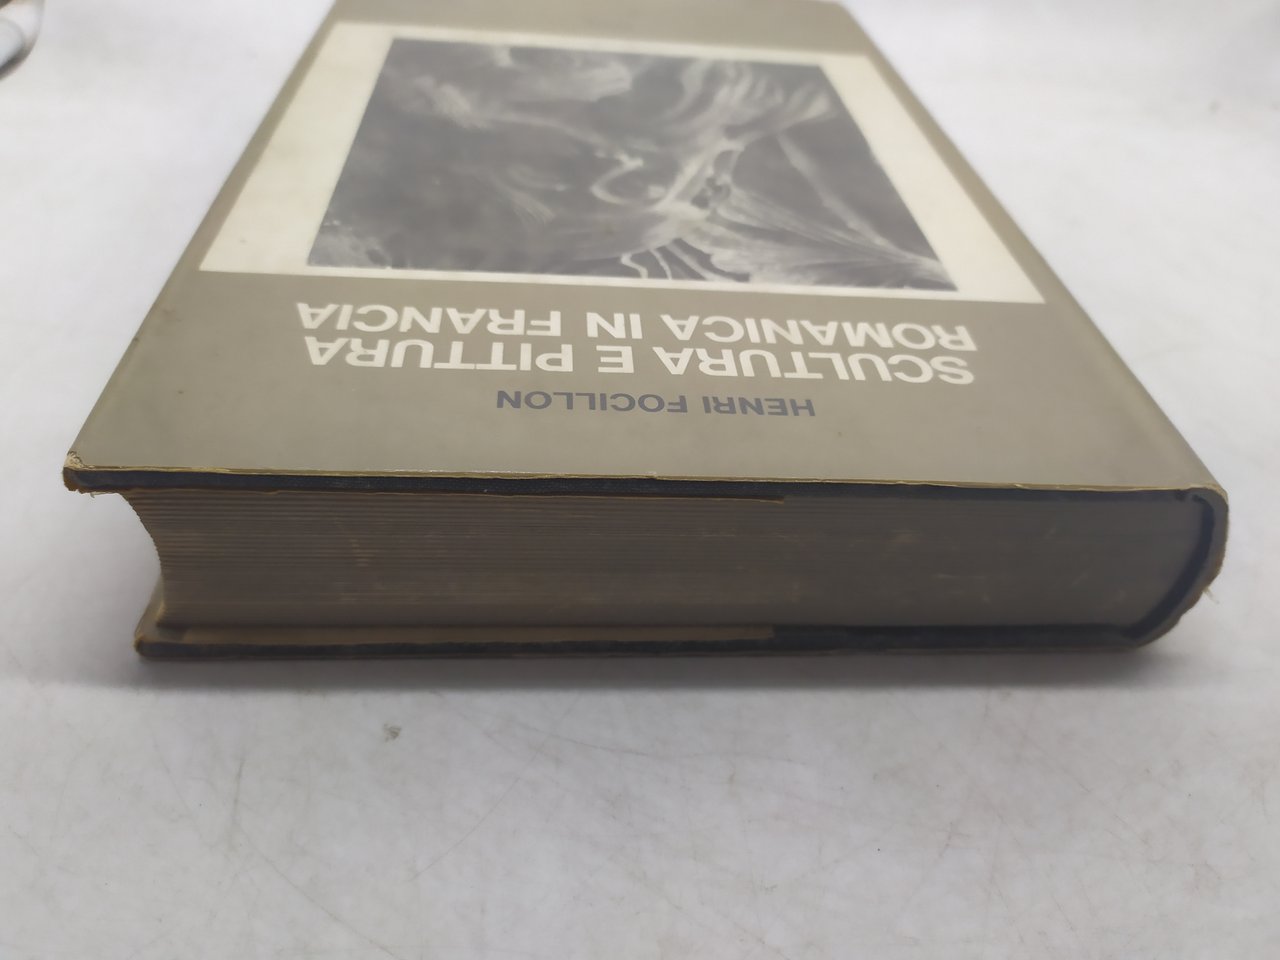 HENRI FOCILLON
SCULTURA E PITTURA
ROMANICA IN FRANCIA